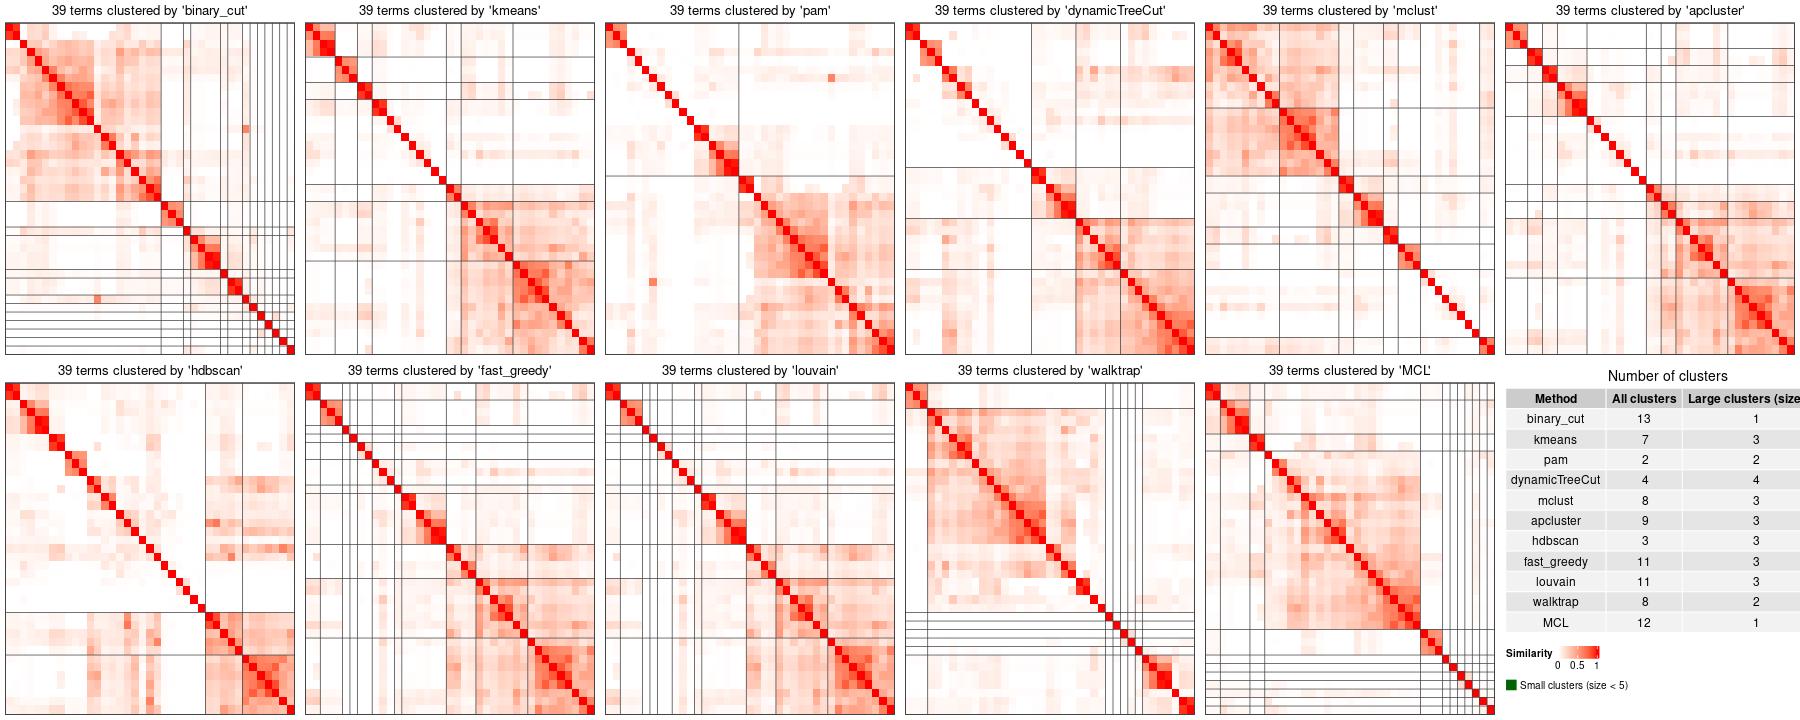 39 terms clustered by 'binary_cut'
39 terms clustered by 'kmeans'
39 terms clustered by 'pam'
39 terms clustered by 'dynamicTreeCut'
39 terms clustered by 'mclust'
39 terms clustered by 'apcluster'
39 terms clustered by 'hdbscan'
39 terms clustered by 'fast_greedy'
39 terms clustered by 'louvain'
39 terms clustered by 'walktrap'
39 terms clustered by 'MCL'
Number of clusters
Method All clusters Large clusters (size
binary_cut 13 1
kmeans 7 3
pam 2 2
dynamicTreeCut 4 4
mclust 8 3
apcluster 9 3
hdbscan 3 3
fast_greedy 11 3
louvain 11 3
walktrap 8 2
MCL 12 1
Similarity
0 0.5 1
Small clusters (size < 5)